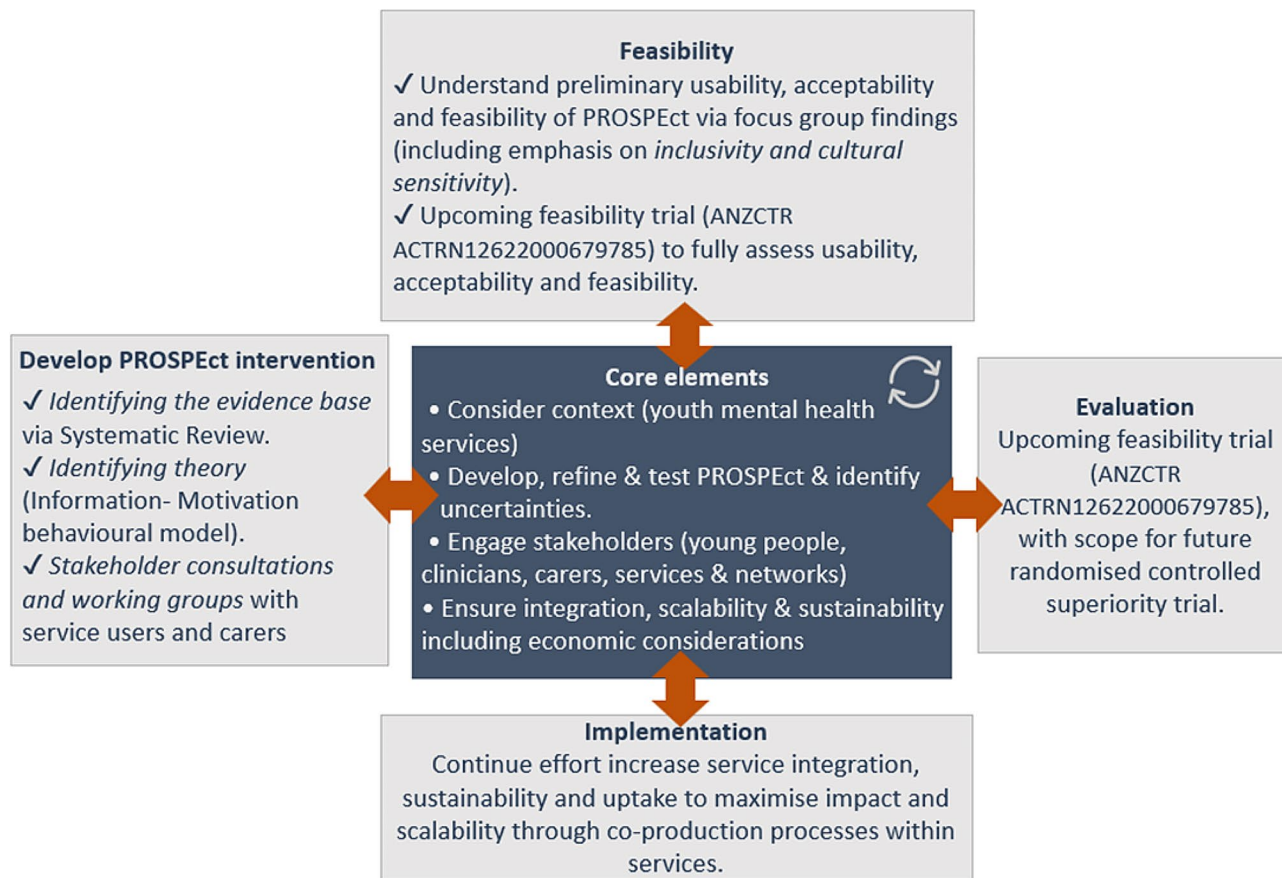 Feasibility
✓ Understand preliminary usability, acceptability
and feasibility of PROSPEct via focus group findings
(including emphasis on inclusivity and cultural
sensitivity).
✓ Upcoming feasibility trial (ANZCTR
ACTRN12622000679785) to fully assess usability,
acceptability and feasibility.
Develop PROSPEct intervention
✓ Identifying the evidence base
via Systematic Review.
✓ Identifying theory
(Information- Motivation
behavioural model).
✓ Stakeholder consultations
and working groups with
service users and carers
Core elements
• Consider context (youth mental health
services)
• Develop, refine & test PROSPEct & identify
uncertainties.
• Engage stakeholders (young people,
clinicians, carers, services & networks)
• Ensure integration, scalability & sustainability
including economic considerations
Evaluation
Upcoming feasibility trial
(ANZCTR
ACTRN12622000679785),
with scope for future
randomised controlled
superiority trial.
Implementation
Continue effort increase service integration,
sustainability and uptake to maximise impact and
scalability through co-production processes within
services.